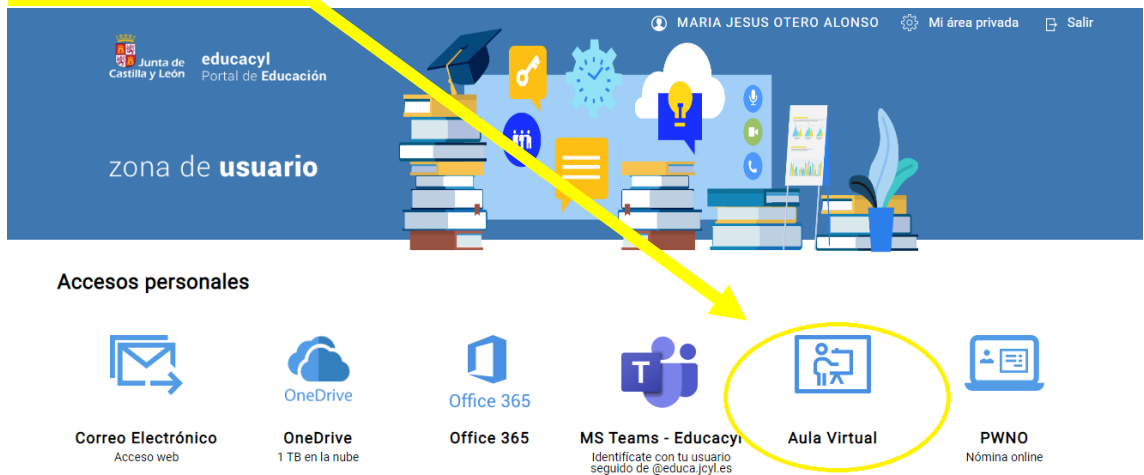 MARIA JESUS OTERO ALONSO Mi área privada Salir
Junta de Castilla y León
educacyl
Portal de Educación
zona de usuario
Accesos personales
OneDrive
Office 365
T
Correo Electrónico
Acceso web
OneDrive
1 TB en la nube
Office 365
MS Teams - Educacyl
Identifícate con tu usuario
seguido de @educa.jcyl.es
Aula Virtual
PWNO
Nómina online